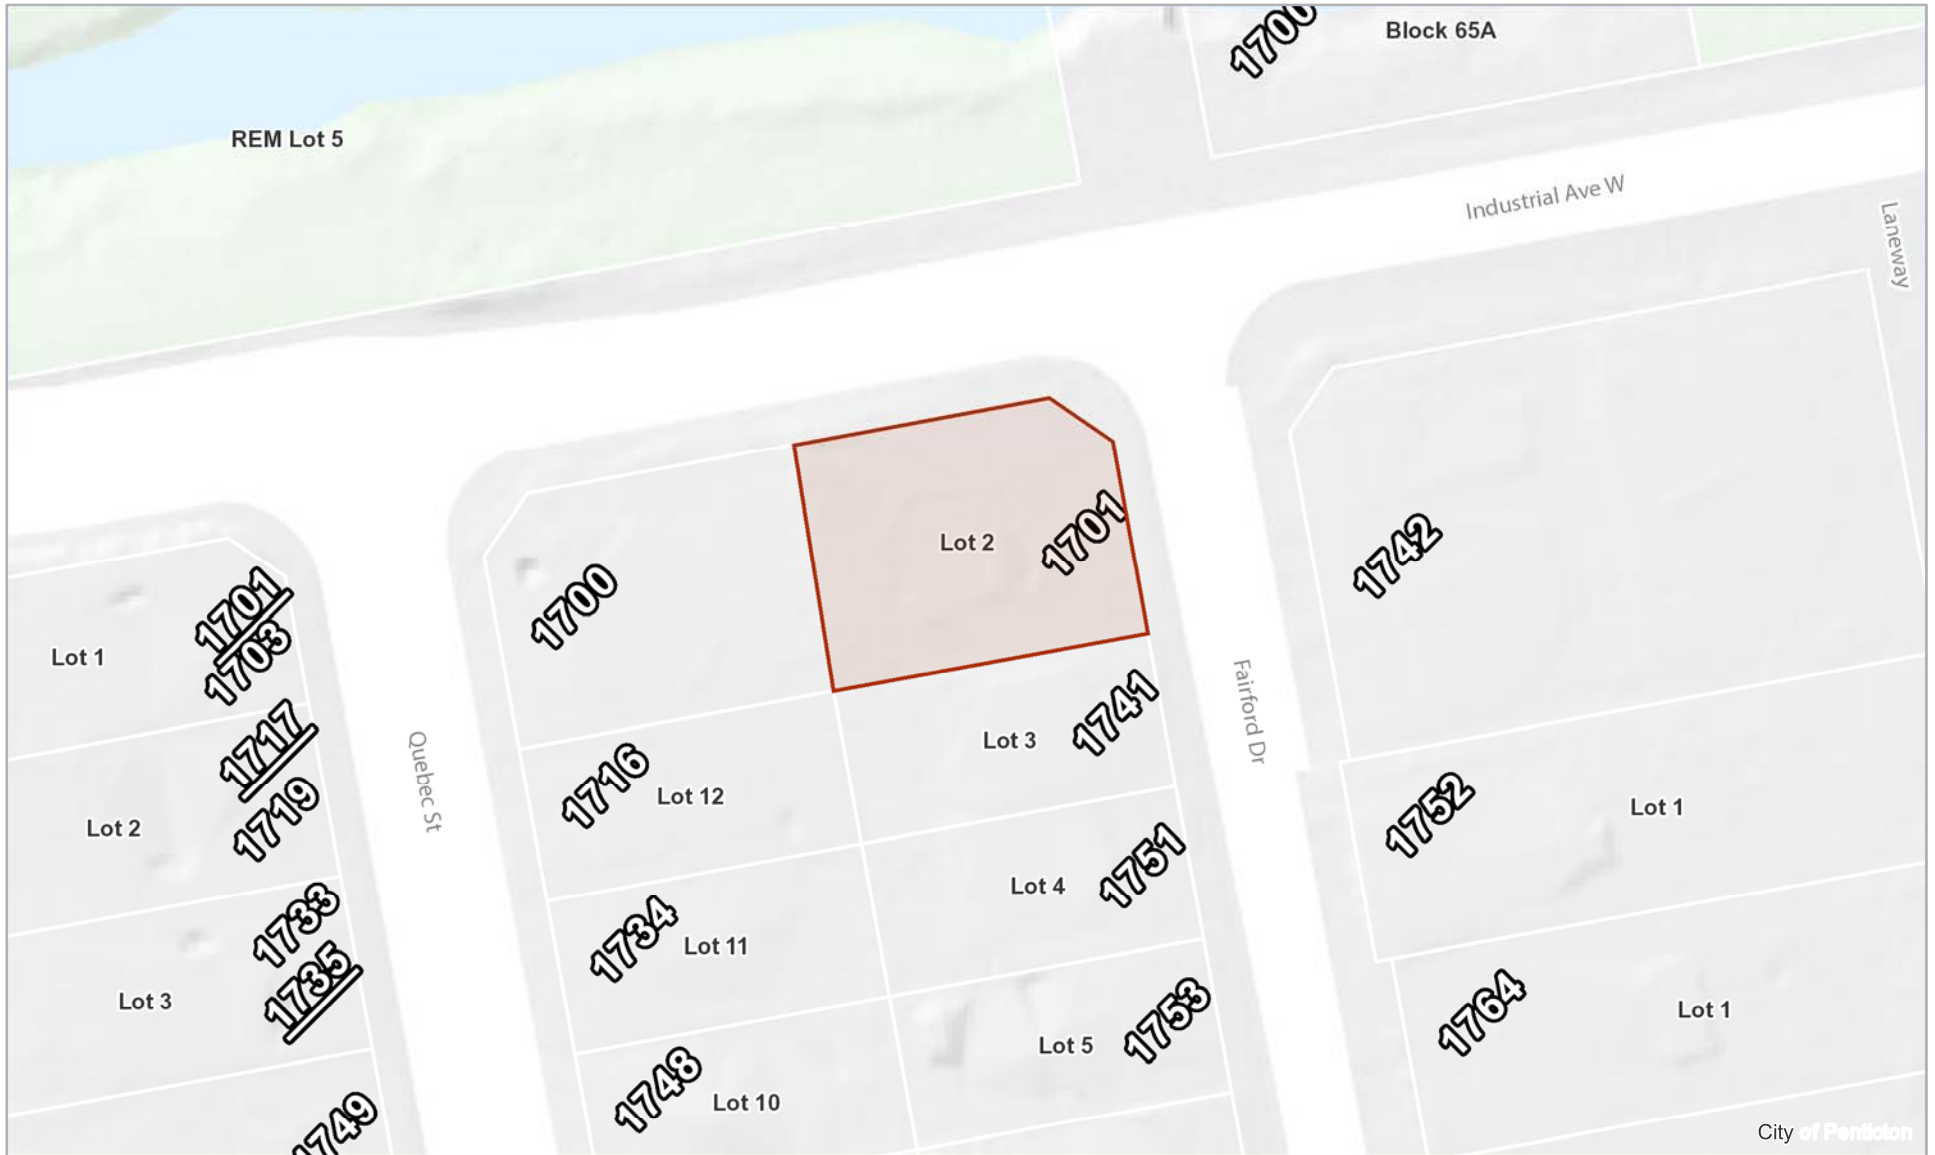 1700
Block 65A
REM Lot 5
Industrial Ave W
Laneway
Lot 2
1701
1742
1700
1701
1703
Lot 1
1717
1719
Lot 2
1733
1735
Lot 3
1749
Quebec St
Fairford Dr
1716
Lot 12
Lot 3
1741
1734
Lot 11
Lot 4
1751
1748
Lot 10
Lot 5
1753
1752
Lot 1
1764
Lot 1
City of Penticton